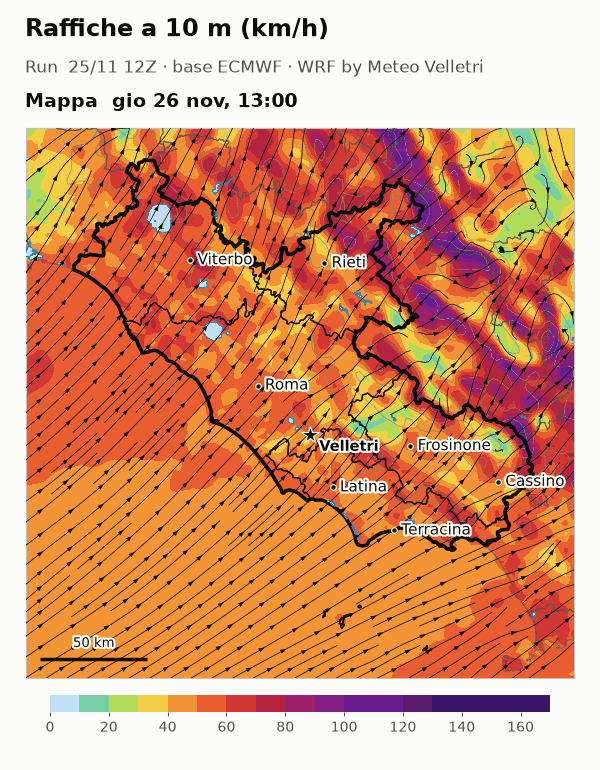 Raffiche a 10 m (km/h)
Run  25/11 12Z · base ECMWF · WRF by Meteo Velletri
Mappa  gio 26 nov, 13:00
Viterbo
Rieti
Roma
Velletri
Frosinone
Cassino
Latina
Terracina
50 km
0 20 40 60 80 100 120 140 160